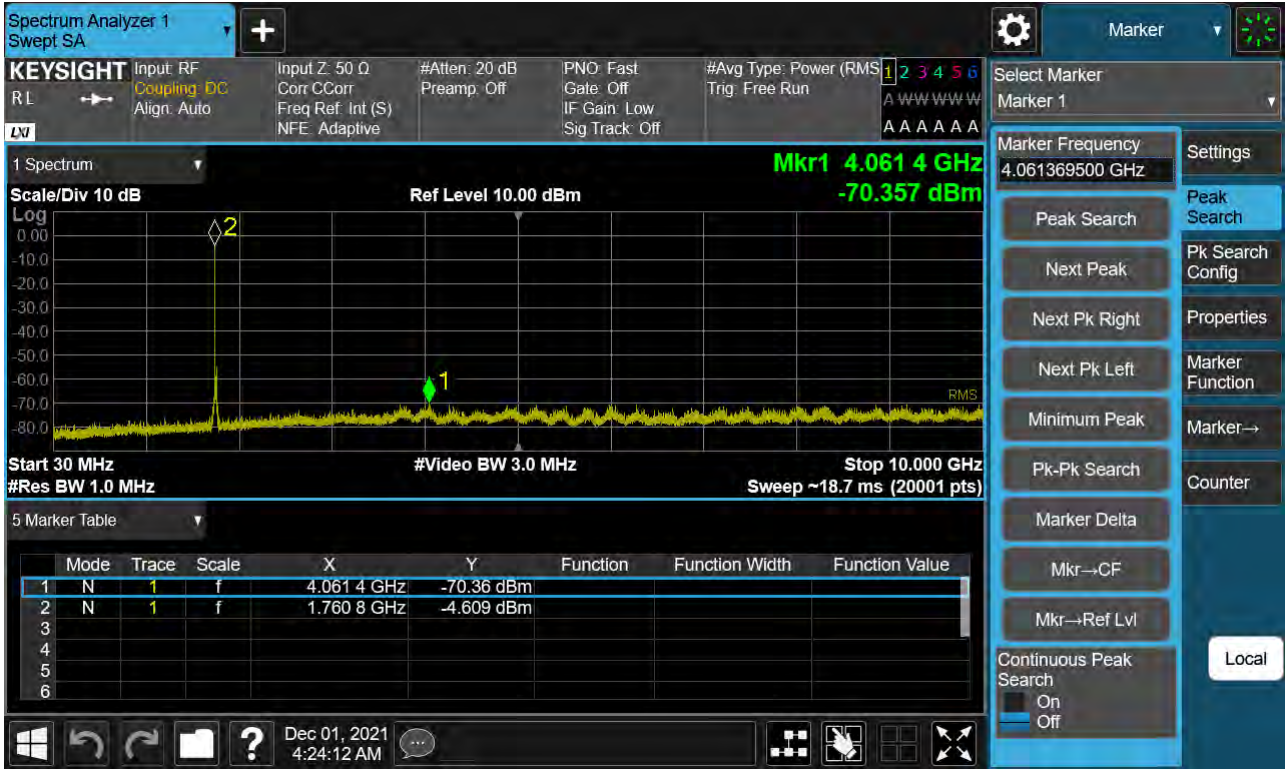 Spectrum Analyzer 1
Swept SA
Marker
KEYSIGHT
RL
LXI
Input: RF
Coupling: DC
Align: Auto
Input Z: 50 Ω
Corr CCorr
Freq Ref: Int (S)
NFE: Adaptive
#Atten: 20 dB
Preamp: Off
PNO: Fast
Gate: Off
IF Gain: Low
Sig Track: Off
#Avg Type: Power (RMS
Trig: Free Run
1 2 3 4 5 6
A W W W W W
A A A A A A
Select Marker
Marker 1
Marker Frequency
4.061369500 GHz
Peak Search
Next Peak
Next Pk Right
Next Pk Left
Minimum Peak
Pk-Pk Search
Marker Delta
Mkr→CF
Mkr→Ref Lvl
Continuous Peak
Search
On
Off
Settings
Peak
Search
Pk Search
Config
Properties
Marker
Function
Marker→
Counter
Local
1 Spectrum
Mkr1 4.061 4 GHz
-70.357 dBm
Scale/Div 10 dB
Ref Level 10.00 dBm
Log
0.00
-10.0
-20.0
-30.0
-40.0
-50.0
-60.0
-70.0
-80.0
2
1
RMS
Start 30 MHz
#Video BW 3.0 MHz
Stop 10.000 GHz
#Res BW 1.0 MHz
Sweep ~18.7 ms (20001 pts)
5 Marker Table
Mode Trace Scale X Y Function Function Width Function Value
1 N 1 f 4.061 4 GHz -70.36 dBm
2 N 1 f 1.760 8 GHz -4.609 dBm
3
4
5
6
?
Dec 01, 2021
4:24:12 AM